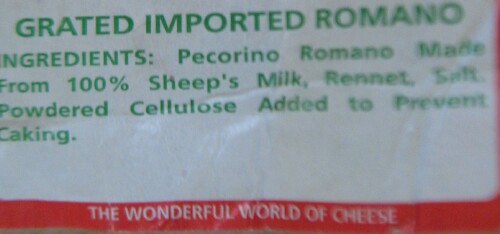 GRATED IMPORTED ROMANO
INGREDIENTS: Pecorino Romano Made
From 100% Sheep's Milk, Rennet, Salt.
Powdered Cellulose Added to Prevent
Caking.
THE WONDERFUL WORLD OF CHEESE